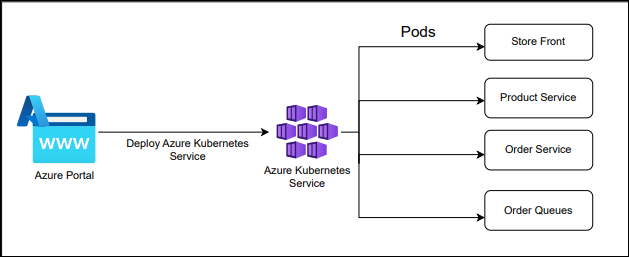 Pods
Store Front
Product Service
WWW
Deploy Azure Kubernetes
Service
Order Service
Azure Portal
Azure Kubernetes
Service
Order Queues